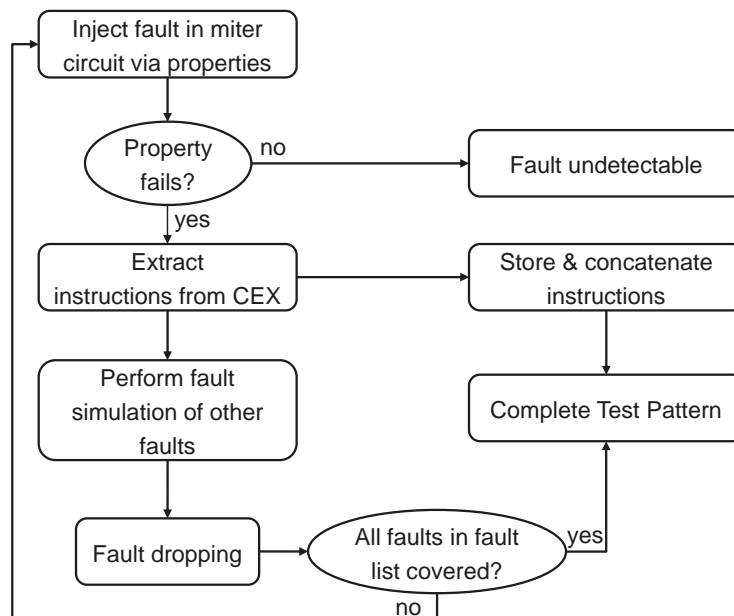 Inject fault in miter
circuit via properties
Property
fails?
no
Fault undetectable
yes
Extract
instructions from CEX
Store & concatenate
instructions
Perform fault
simulation of other
faults
Complete Test Pattern
Fault dropping
All faults in fault
list covered?
yes
no